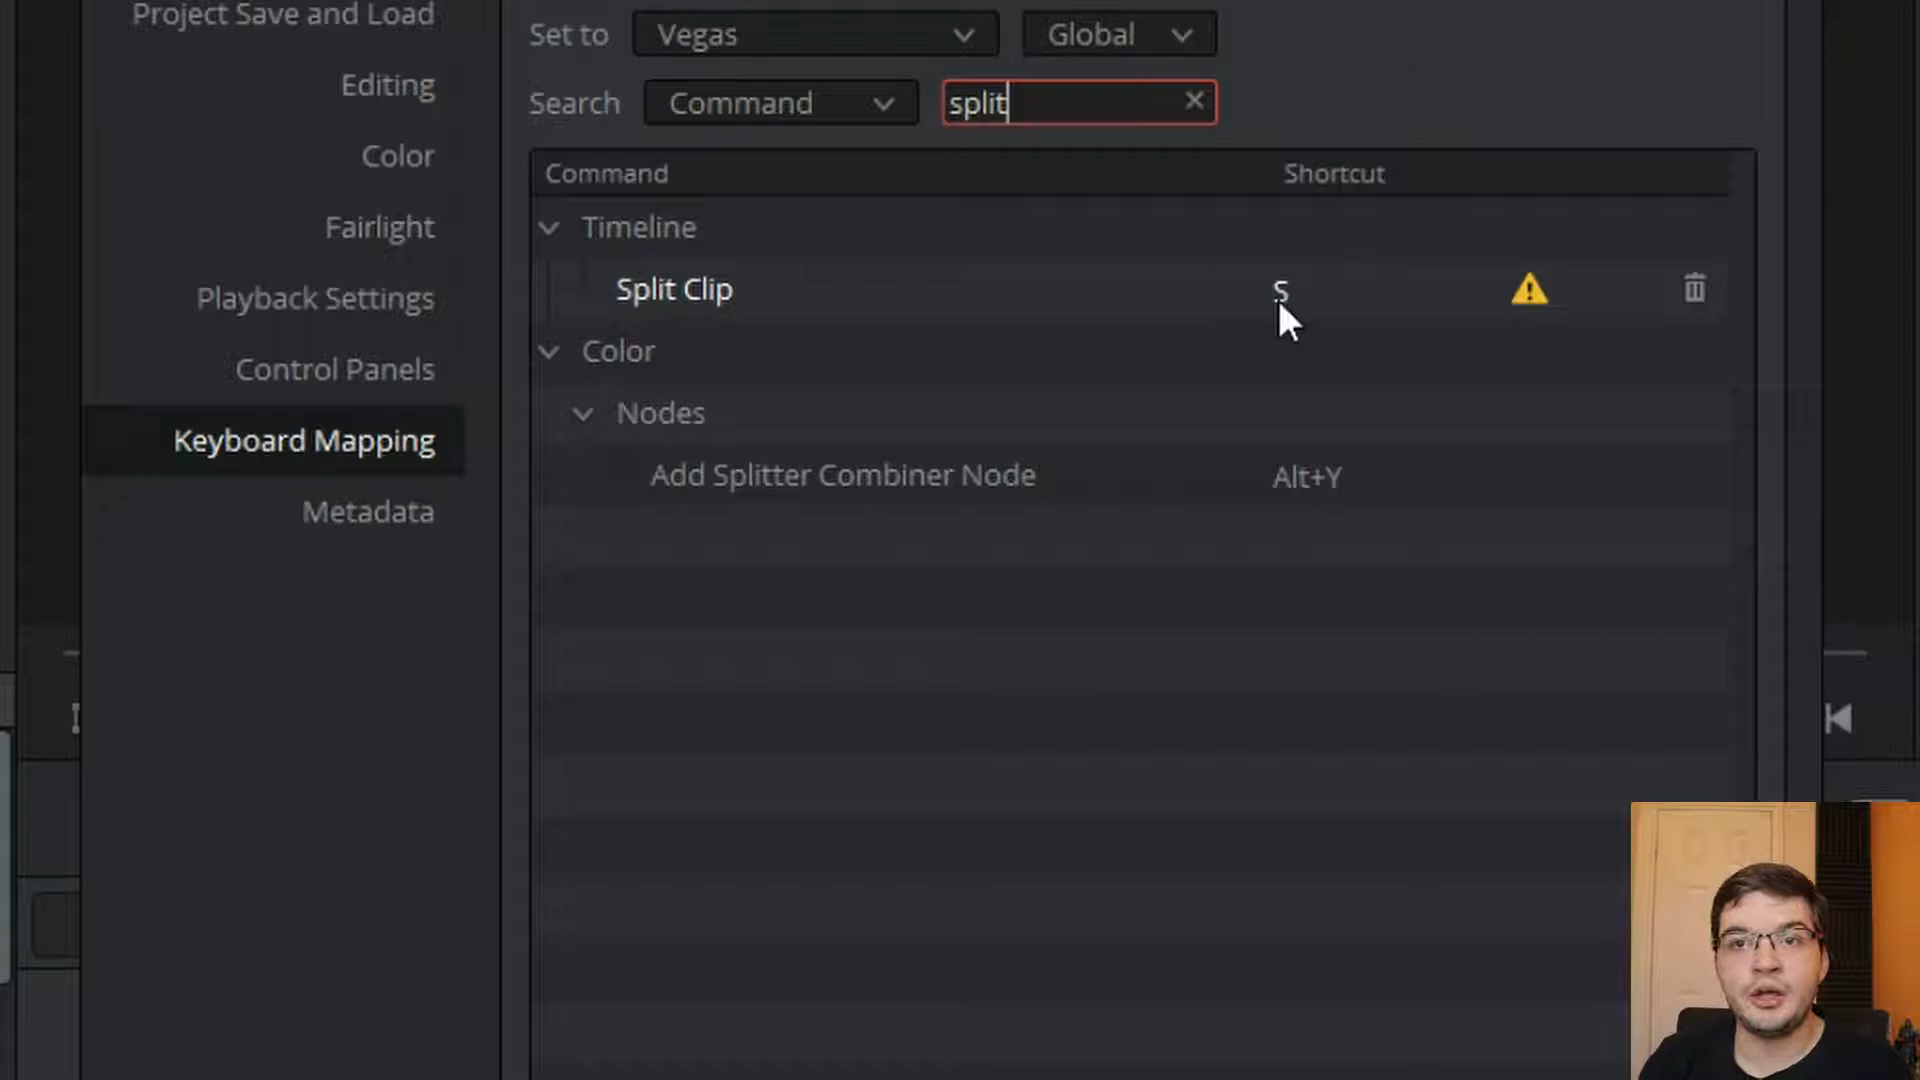 Project Save and Load
Editing
Color
Fairlight
Playback Settings
Control Panels
Keyboard Mapping
Metadata
Set to Vegas Global
Search Command split
Command Shortcut
Timeline
Split Clip S
Color
Nodes
Add Splitter Combiner Node Alt+Y